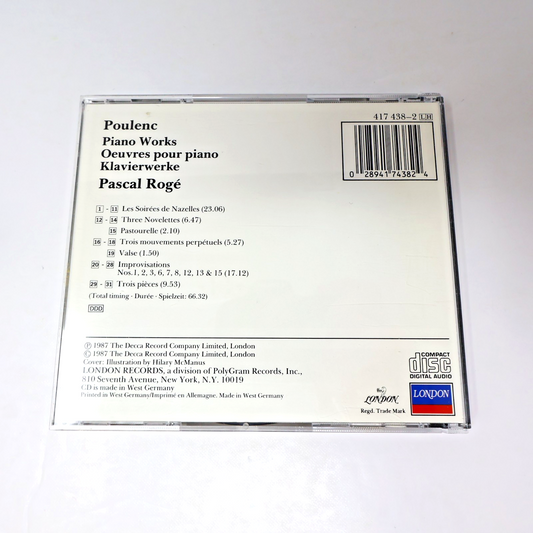 Poulenc
417 438-2 LH
Piano Works
Oeuvres pour piano
Klavierwerke
Pascal Rogé
0 28941 74382 4
1 - 11 Les Soirées de Nazelles (23.06)
12 - 14 Three Novelettes (6.47)
15 Pastourelle (2.10)
16 - 18 Trois mouvements perpétuels (5.27)
19 Valse (1.50)
20 - 28 Improvisations
Nos.1, 2, 3, 6, 7, 8, 12, 13 & 15 (17.12)
29 - 31 Trois pièces (9.53)
(Total timing · Durée · Spielzeit: 66.32)
DDD
℗ 1987 The Decca Record Company Limited, London
© 1987 The Decca Record Company Limited, London
Cover: Illustration by Hilary McManus
LONDON RECORDS, a division of PolyGram Records, Inc.,
810 Seventh Avenue, New York, N.Y. 10019
CD is made in West Germany
Printed in West Germany/Imprimé en Allemagne. Made in West Germany
COMPACT
disc
DIGITAL AUDIO
the
LONDON
Regd. Trade Mark
LONDON